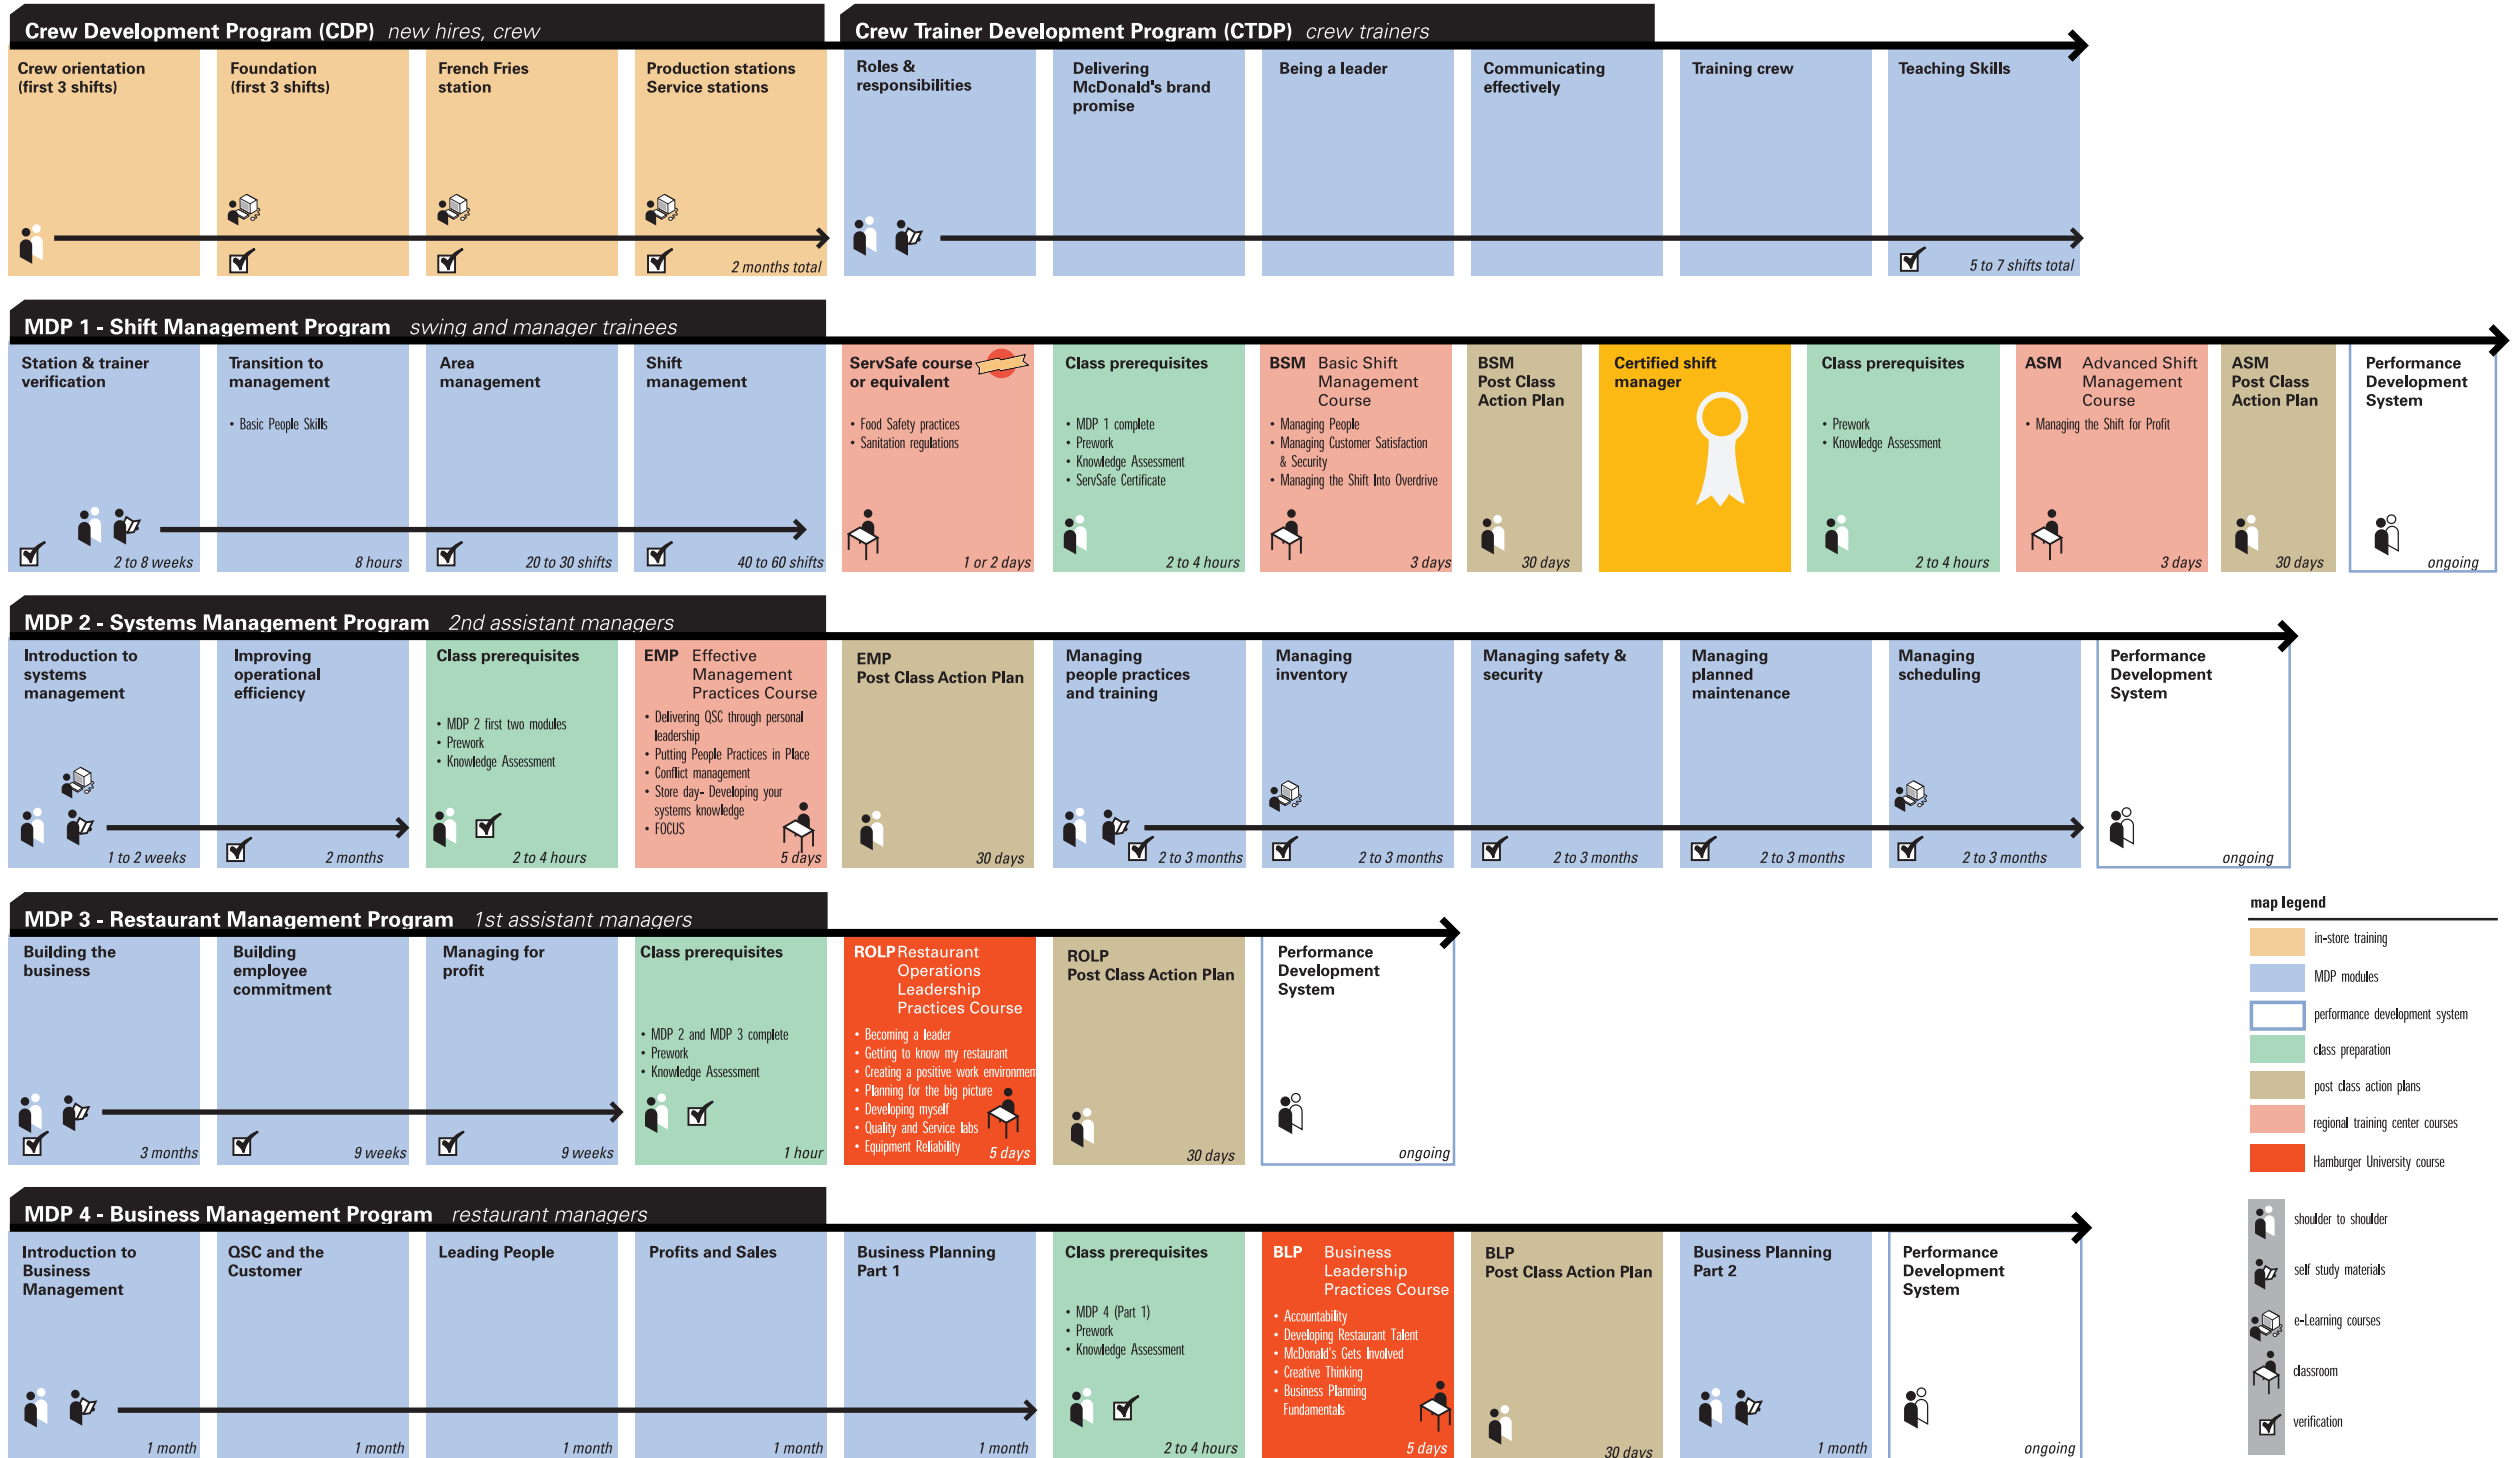 Crew Development Program (CDP) new hires, crew
Crew Trainer Development Program (CTDP) crew trainers
Crew orientation
(first 3 shifts)
Foundation
(first 3 shifts)
French Fries
station
Production stations
Service stations
2 months total
Roles &
responsibilities
Delivering
McDonald's brand
promise
Being a leader
Communicating
effectively
Training crew
Teaching Skills
5 to 7 shifts total
MDP 1 - Shift Management Program swing and manager trainees
Station & trainer
verification
2 to 8 weeks
Transition to
management
• Basic People Skills
8 hours
Area
management
20 to 30 shifts
Shift
management
40 to 60 shifts
ServSafe course
or equivalent
• Food Safety practices
• Sanitation regulations
1 or 2 days
Class prerequisites
• MDP 1 complete
• Prework
• Knowledge Assessment
• ServSafe Certificate
2 to 4 hours
BSM Basic Shift
Management
Course
• Managing People
• Managing Customer Satisfaction
& Security
• Managing the Shift Into Overdrive
3 days
BSM
Post Class
Action Plan
30 days
Certified shift
manager
Class prerequisites
• Prework
• Knowledge Assessment
2 to 4 hours
ASM Advanced Shift
Management
Course
• Managing the Shift for Profit
3 days
ASM
Post Class
Action Plan
30 days
Performance
Development
System
ongoing
MDP 2 - Systems Management Program 2nd assistant managers
Introduction to
systems
management
1 to 2 weeks
Improving
operational
efficiency
2 months
Class prerequisites
• MDP 2 first two modules
• Prework
• Knowledge Assessment
2 to 4 hours
EMP Effective
Management
Practices Course
• Delivering QSC through personal
leadership
• Putting People Practices in Place
• Conflict management
• Store day- Developing your
systems knowledge
• FOCUS
5 days
EMP
Post Class Action Plan
30 days
Managing
people practices
and training
2 to 3 months
Managing
inventory
2 to 3 months
Managing safety &
security
2 to 3 months
Managing
planned
maintenance
2 to 3 months
Managing
scheduling
2 to 3 months
Performance
Development
System
ongoing
MDP 3 - Restaurant Management Program 1st assistant managers
Building the
business
3 months
Building
employee
commitment
9 weeks
Managing for
profit
9 weeks
Class prerequisites
• MDP 2 and MDP 3 complete
• Prework
• Knowledge Assessment
1 hour
ROLP Restaurant
Operations
Leadership
Practices Course
• Becoming a leader
• Getting to know my restaurant
• Creating a positive work environment
• Planning for the big picture
• Developing myself
• Quality and Service labs
• Equipment Reliability
5 days
ROLP
Post Class Action Plan
30 days
Performance
Development
System
ongoing
MDP 4 - Business Management Program restaurant managers
Introduction to
Business
Management
1 month
QSC and the
Customer
1 month
Leading People
1 month
Profits and Sales
1 month
Business Planning
Part 1
1 month
Class prerequisites
• MDP 4 (Part 1)
• Prework
• Knowledge Assessment
2 to 4 hours
BLP Business
Leadership
Practices Course
• Accountability
• Developing Restaurant Talent
• McDonald's Gets Involved
• Creative Thinking
• Business Planning
Fundamentals
5 days
BLP
Post Class Action Plan
30 days
Business Planning
Part 2
1 month
Performance
Development
System
ongoing
map legend
in-store training
MDP modules
performance development system
class preparation
post class action plans
regional training center courses
Hamburger University course
shoulder to shoulder
self study materials
e-Learning courses
classroom
verification